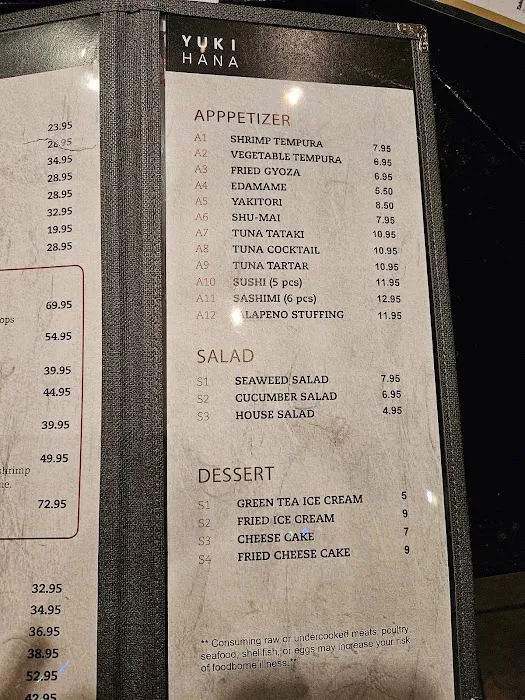 23.95
26.95
34.95
28.95
28.95
32.95
19.95
28.95
69.95
ops
54.95
39.95
44.95
39.95
49.95
shrimp
ne.
72.95
32.95
34.95
36.95
38.95
52.95
42.95
YUKI
HANA
APPPETIZER
A1 SHRIMP TEMPURA 7.95
A2 VEGETABLE TEMPURA 6.95
A3 FRIED GYOZA 6.95
A4 EDAMAME 5.50
A5 YAKITORI 8.50
A6 SHU-MAI 7.95
A7 TUNA TATAKI 10.95
A8 TUNA COCKTAIL 10.95
A9 TUNA TARTAR 10.95
A10 SUSHI (5 pcs) 11.95
A11 SASHIMI (6 pcs) 12.95
A12 JALAPENO STUFFING 11.95
SALAD
S1 SEAWEED SALAD 7.95
S2 CUCUMBER SALAD 6.95
S3 HOUSE SALAD 4.95
DESSERT
S1 GREEN TEA ICE CREAM 5
S2 FRIED ICE CREAM 9
S3 CHEESE CAKE 7
S4 FRIED CHEESE CAKE 9
** Consuming raw or undercooked meats, poultry
seafood, shellfish, or eggs may increase your risk
of foodborne illness.**